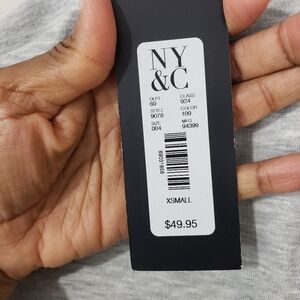 NY
&C
DEPT CLASS
69 924
STYLE COLOR
9078 109
SIZE MFG
004 94399
XSMALL
$49.95